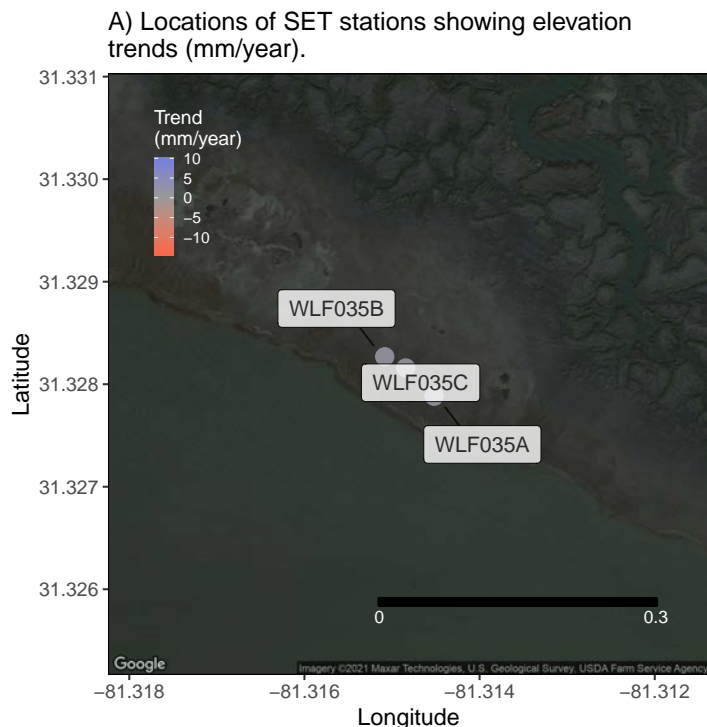 A) Locations of SET stations showing elevation
trends (mm/year).
31.331
31.330
31.329
31.328
31.327
31.326
Latitude
Trend
(mm/year)
10
5
0
−5
−10
WLF035B
WLF035C
WLF035A
0 0.3
Google
Imagery ©2021 Maxar Technologies, U.S. Geological Survey, USDA Farm Service Agency
−81.318 −81.316 −81.314 −81.312
Longitude